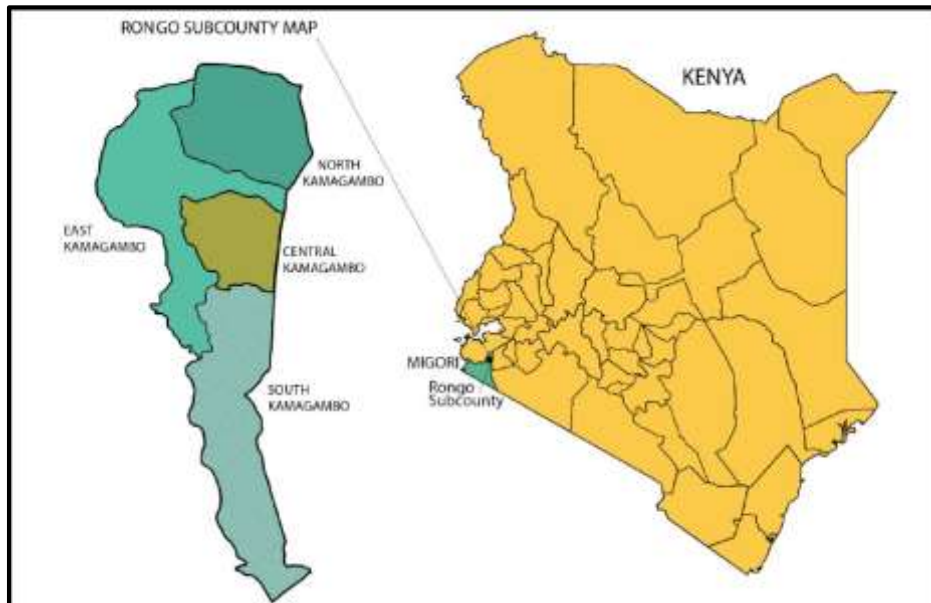 RONGO SUBCOUNTY MAP
KENYA
NORTH
KAMAGAMBO
EAST
KAMAGAMBO
CENTRAL
KAMAGAMBO
SOUTH
KAMAGAMBO
MIGORI
Rongo
Subcounty